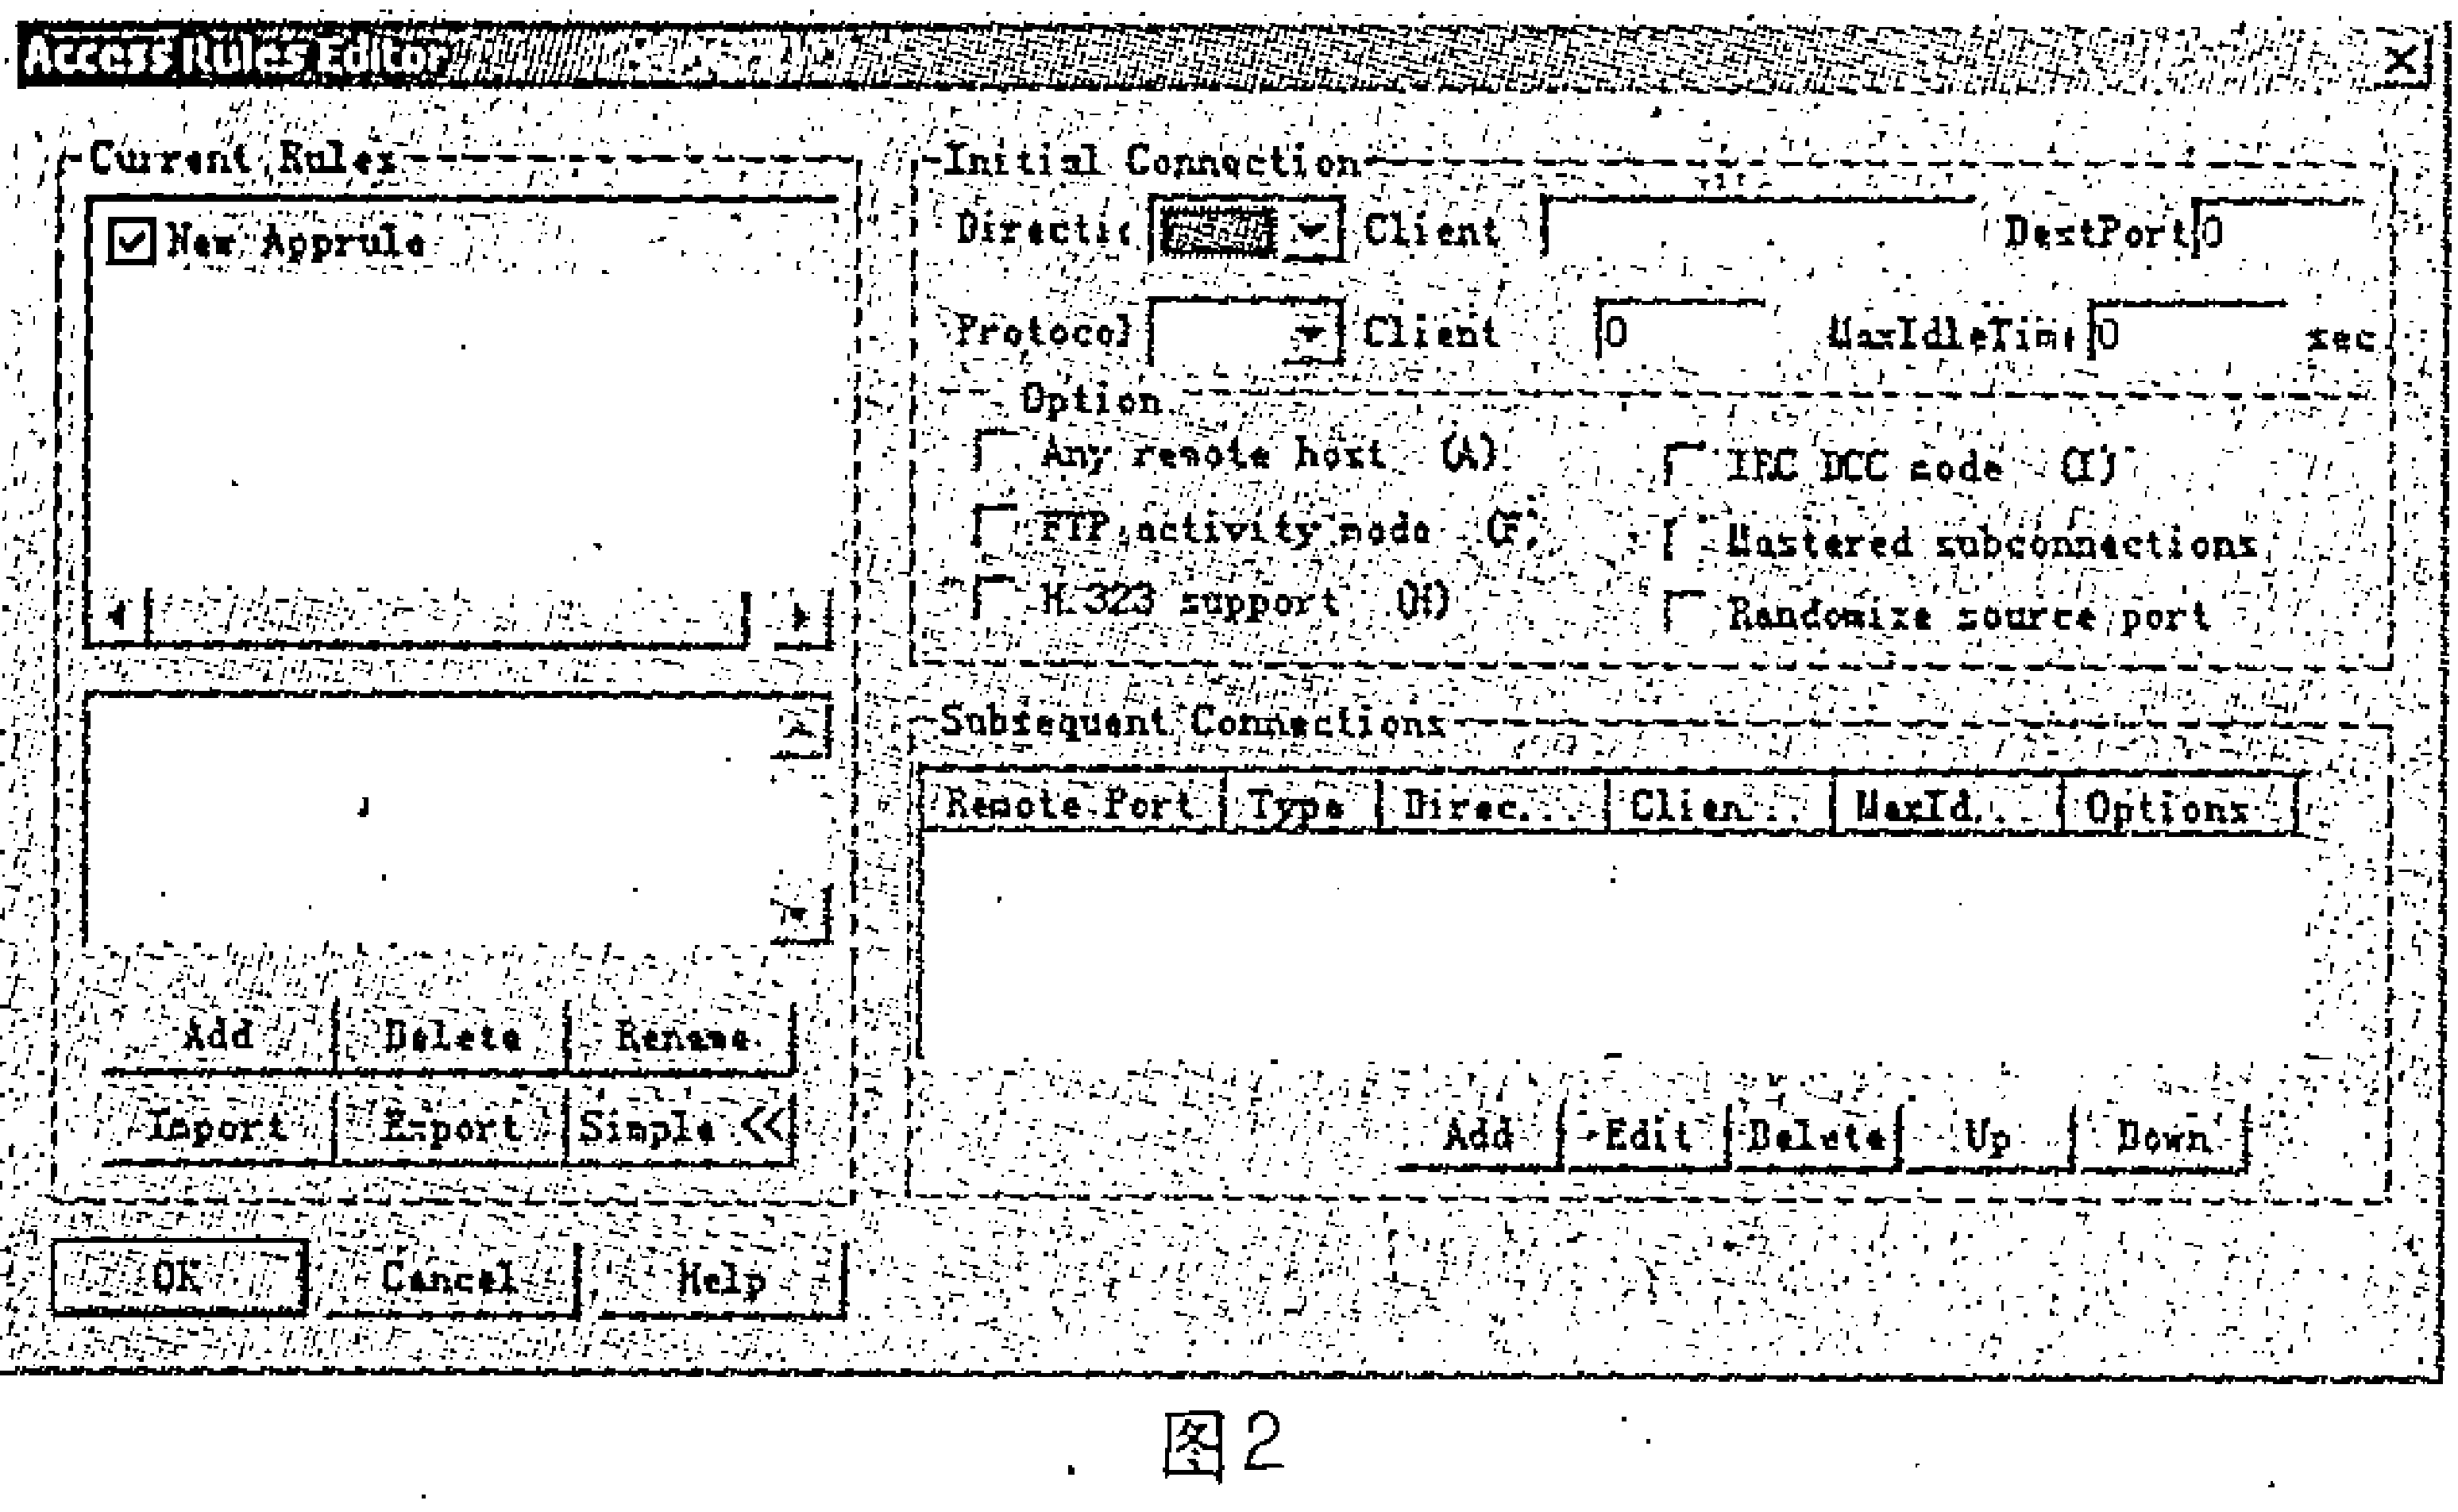 Access Rules Editor
Current Rules
New Apprule
Add Delete Rename
Import Export Simple <<
OK Cancel Help
Initial Connection
Directic Client DestPort 0
Protocol Client 0 MaxIdleTime 0 sec
Option
Any remote host (A) IRC DCC mode (I)
FTP activity mode (F) Mastered subconnections
H.323 support (H) Randomize source port
Subsequent Connections
Remote Port Type Direc... Clien... MaxId... Options
Add Edit Delete Up Down
图2